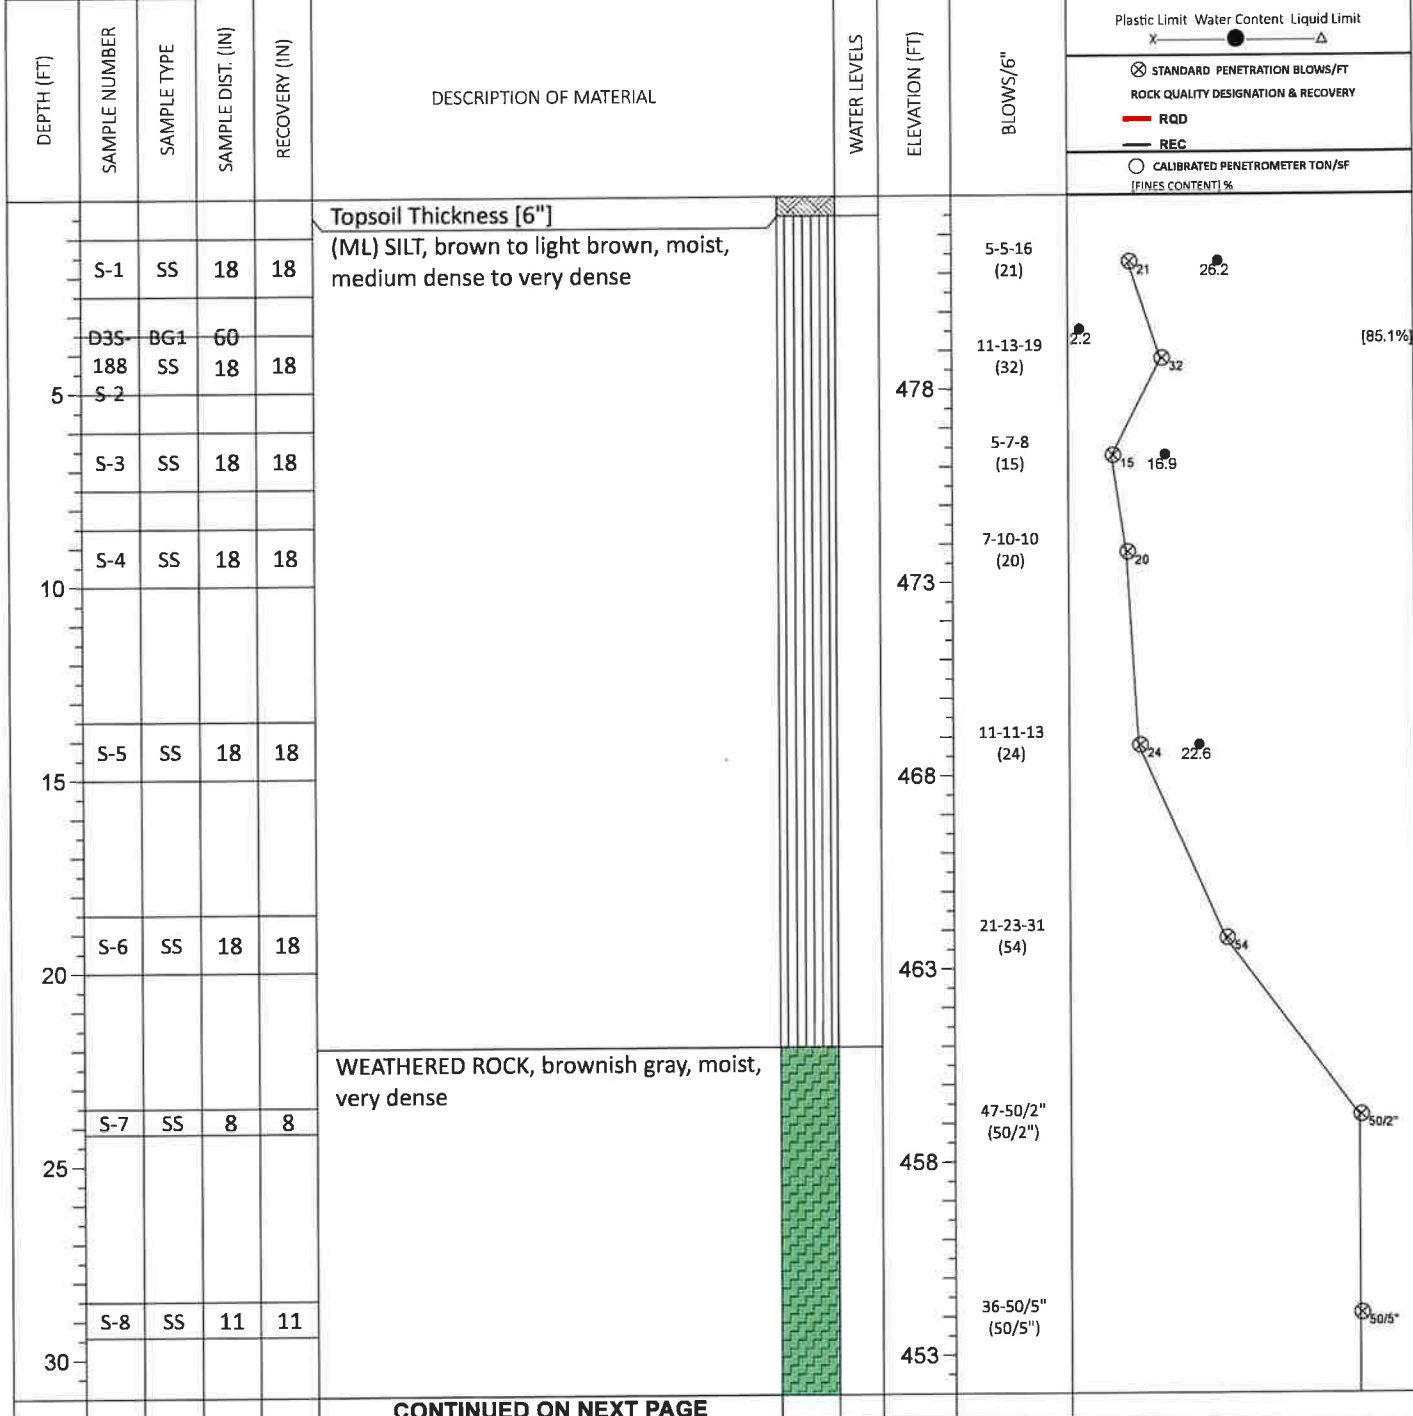 DEPTH (FT)
SAMPLE NUMBER
SAMPLE TYPE
SAMPLE DIST. (IN)
RECOVERY (IN)
DESCRIPTION OF MATERIAL
WATER LEVELS
ELEVATION (FT)
BLOWS/6"
Plastic Limit Water Content Liquid Limit
X △
⊗ STANDARD PENETRATION BLOWS/FT
ROCK QUALITY DESIGNATION & RECOVERY
RQD
REC
CALIBRATED PENETROMETER TON/SF
[FINES CONTENT] %
Topsoil Thickness [6"]
(ML) SILT, brown to light brown, moist,
medium dense to very dense
S-1 SS 18 18
5-5-16
(21)
21 26.2
D3S- BG1 60
188 SS 18 18
S-2
11-13-19
(32)
2.2 [85.1%]
32
5 478
S-3 SS 18 18
5-7-8
(15)
15 16.9
S-4 SS 18 18
7-10-10
(20)
20
10 473
S-5 SS 18 18
11-11-13
(24)
24 22.6
15 468
S-6 SS 18 18
21-23-31
(54)
54
20 463
WEATHERED ROCK, brownish gray, moist,
very dense
S-7 SS 8 8
47-50/2"
(50/2")
50/2"
25 458
S-8 SS 11 11
36-50/5"
(50/5")
50/5"
30 453
CONTINUED ON NEXT PAGE